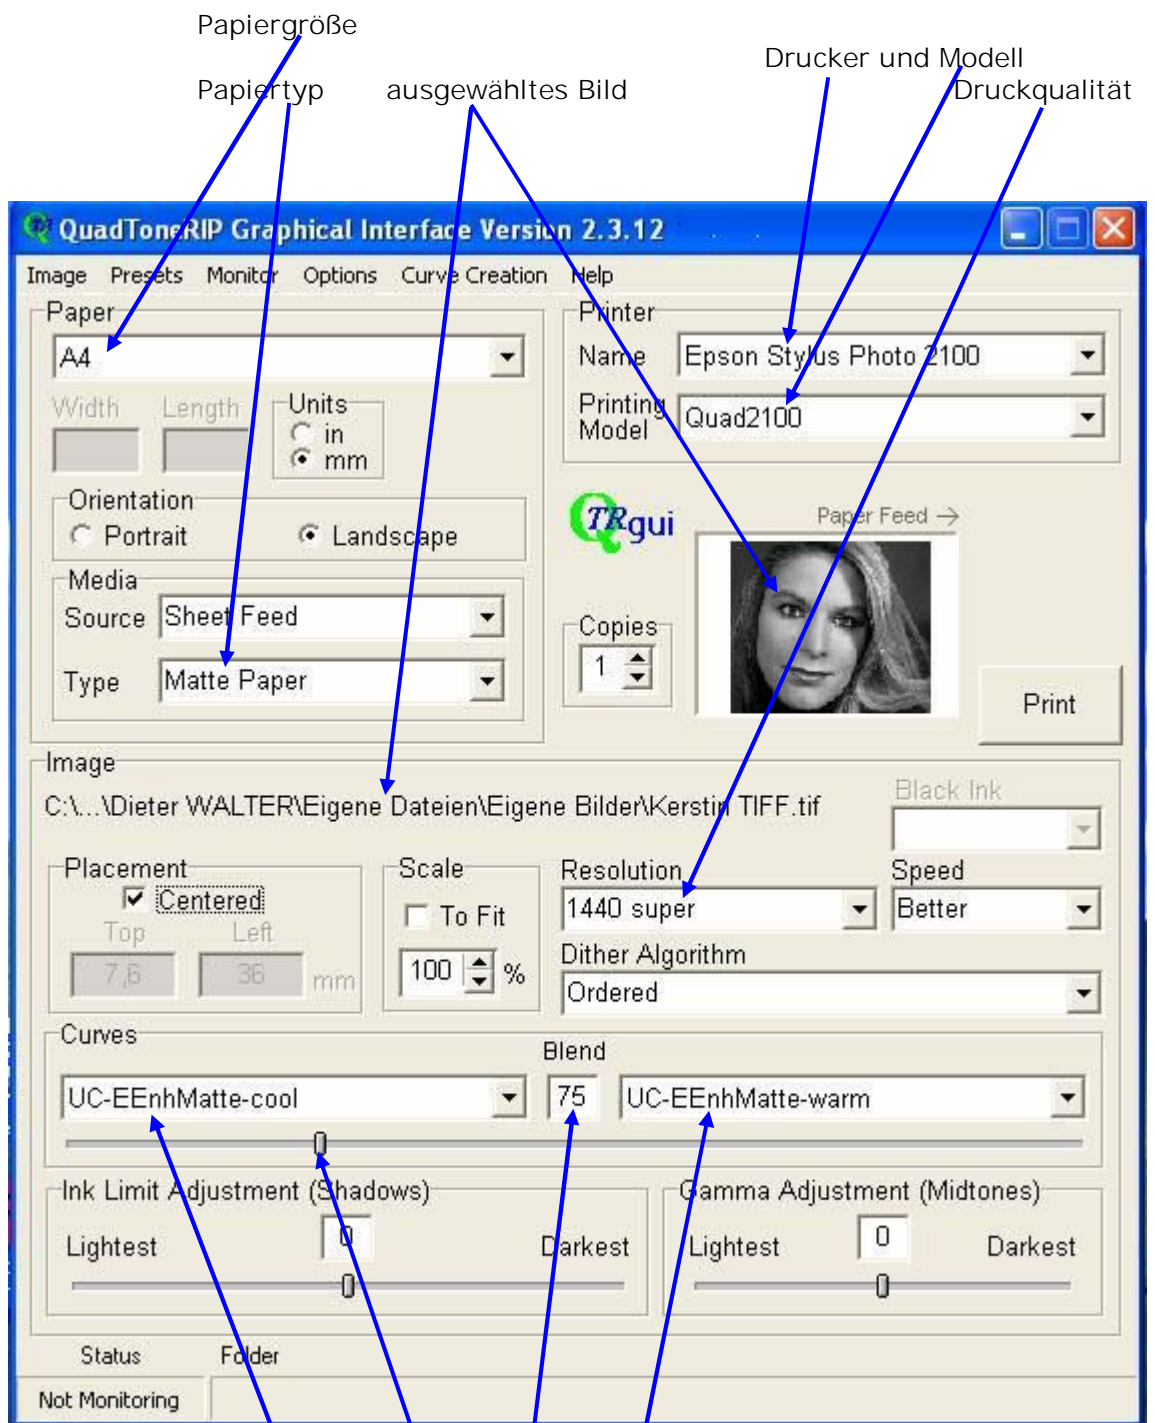 Papiergröße
Drucker und Modell
Papiertyp ausgewähltes Bild Druckqualität
QuadToneRIP Graphical Interface Version 2.3.12
Image Presets Monitor Options Curve Creation Help
Paper
A4
Width Length Units
in
mm
Orientation
Portrait Landscape
Media
Source Sheet Feed
Type Matte Paper
Printer
Name Epson Stylus Photo 2100
Printing Model Quad2100
QTRgui
Paper Feed →
Copies
1
Print
Image
C:\...\Dieter WALTER\Eigene Dateien\Eigene Bilder\Kerstin TIFF.tif
Black Ink
Placement
Centered
Top Left
7,6 36 mm
Scale
To Fit
100 %
Resolution Speed
1440 super Better
Dither Algorithm
Ordered
Curves
Blend
UC-EEnhMatte-cool 75 UC-EEnhMatte-warm
Ink Limit Adjustment (Shadows)
Lightest 0 Darkest
Gamma Adjustment (Midtones)
Lightest 0 Darkest
Status Folder
Not Monitoring